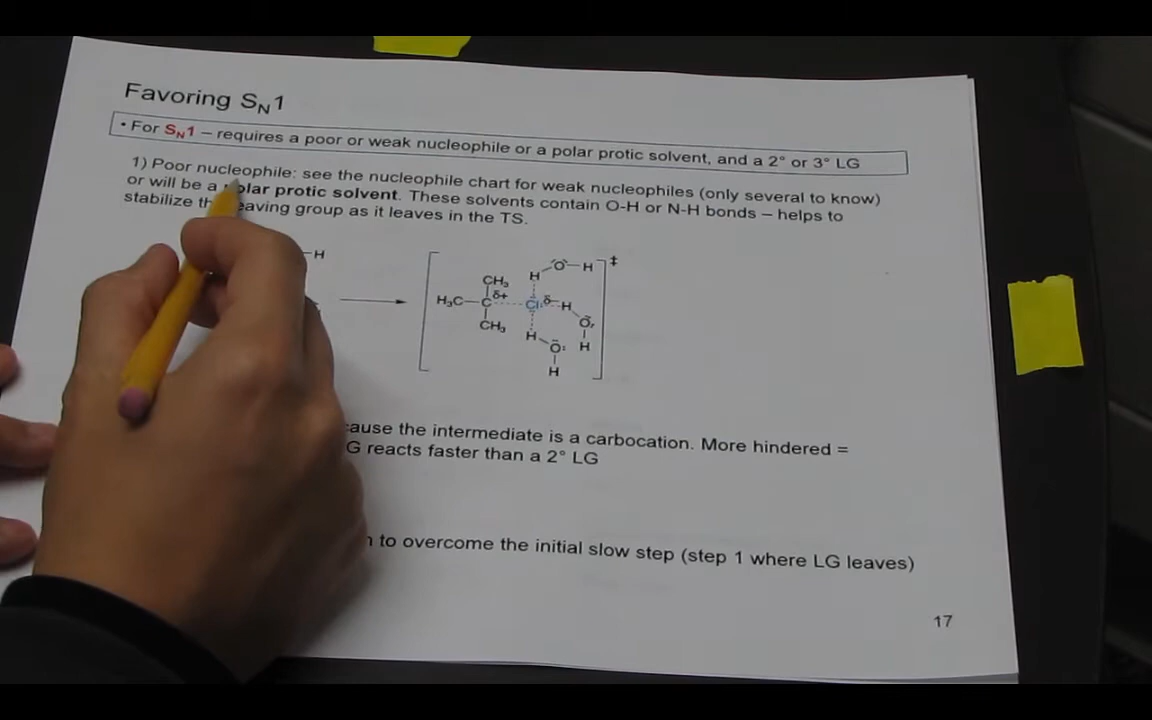 Favoring SN1
• For SN1 – requires a poor or weak nucleophile or a polar protic solvent, and a 2° or 3° LG
1) Poor nucleophile: see the nucleophile chart for weak nucleophiles (only several to know)
or will be a polar protic solvent. These solvents contain O-H or N-H bonds – helps to
stabilize the leaving group as it leaves in the TS.
H
H O H ‡
CH3 H
H3C C δ+ Cl δ- H
CH3 H O H
O H
H
the intermediate is a carbocation. More hindered =
reacts faster than a 2° LG
to overcome the initial slow step (step 1 where LG leaves)
17